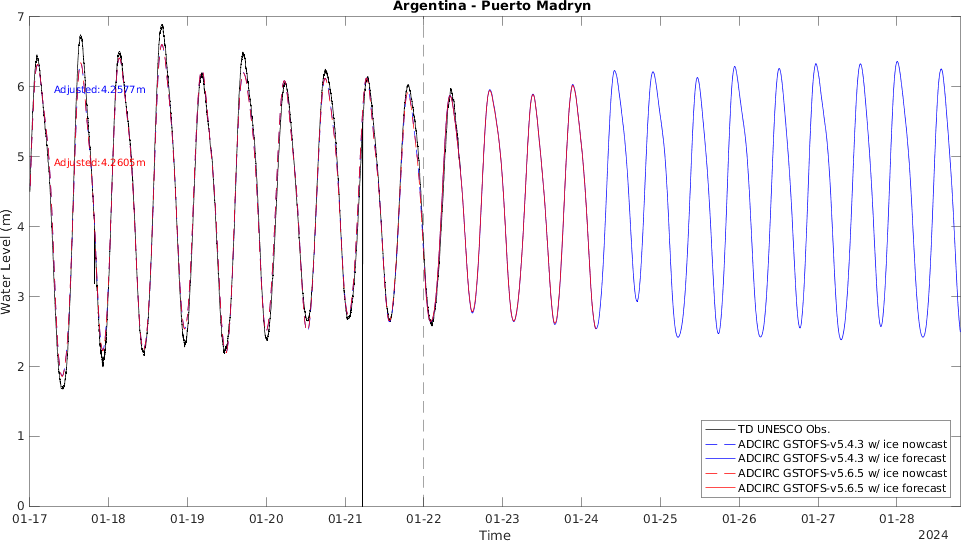 Argentina - Puerto Madryn
7
6
5
4
3
2
1
0
Water Level (m)
Adjusted:4.2577m
Adjusted:4.2605m
TD UNESCO Obs.
ADCIRC GSTOFS-v5.4.3 w/ ice nowcast
ADCIRC GSTOFS-v5.4.3 w/ ice forecast
ADCIRC GSTOFS-v5.6.5 w/ ice nowcast
ADCIRC GSTOFS-v5.6.5 w/ ice forecast
01-17 01-18 01-19 01-20 01-21 01-22 01-23 01-24 01-25 01-26 01-27 01-28
Time
2024